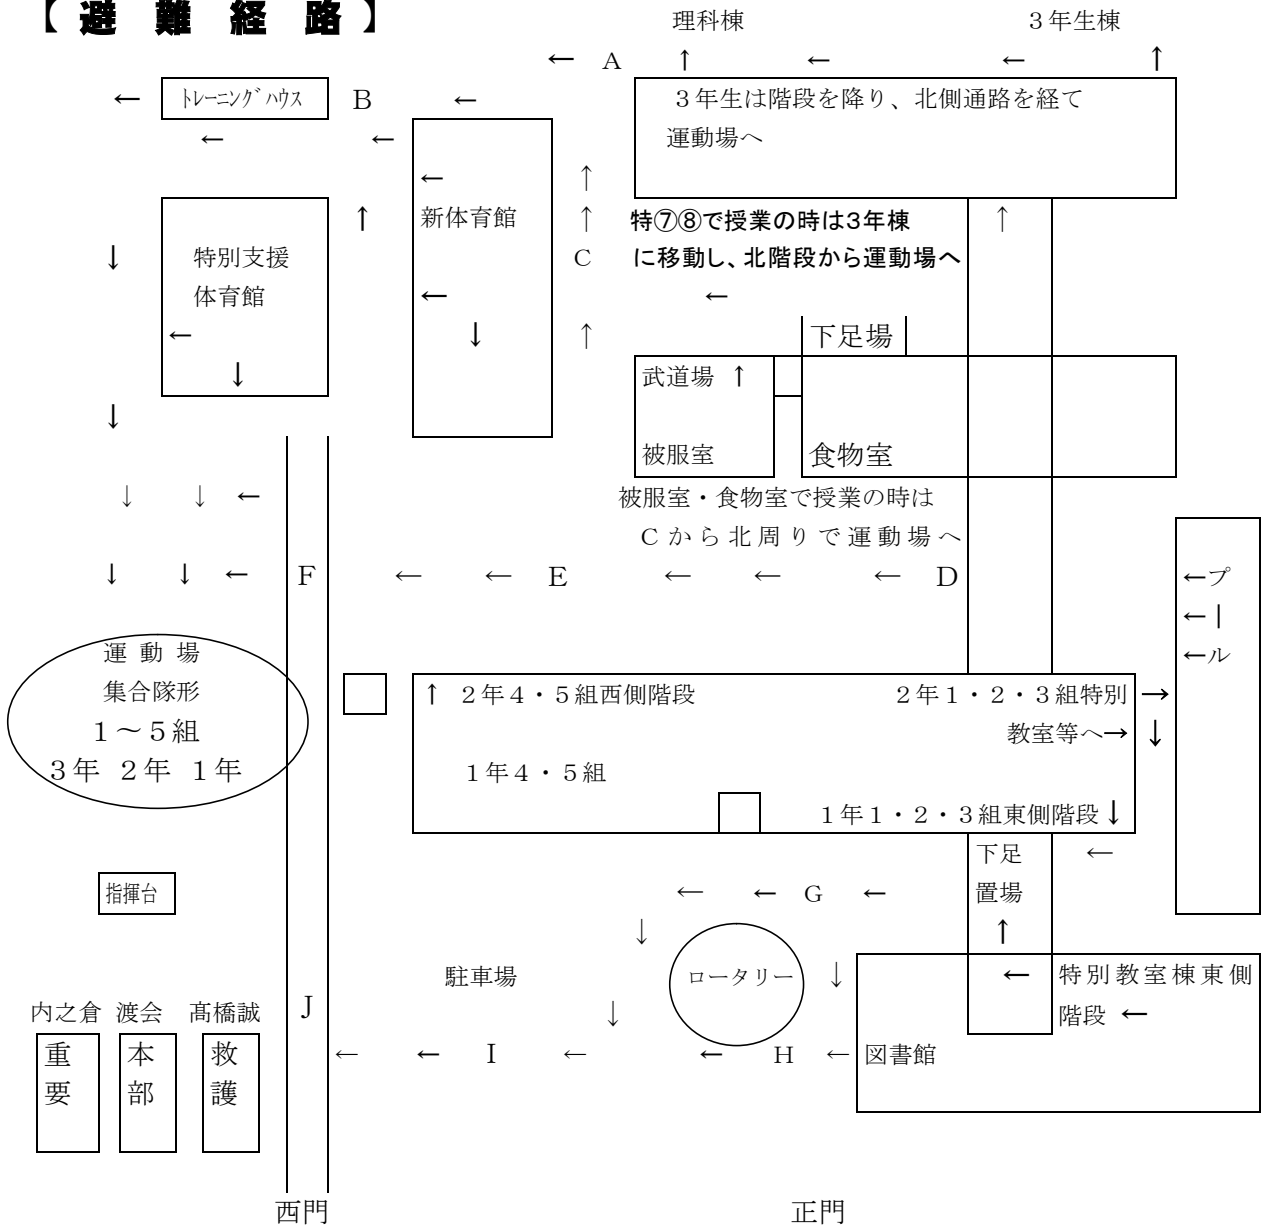 【 避 難 経 路 】
理科棟
３年生棟
← A ↑ ← ← ↑
← トレーニングハウス B ←
３年生は階段を降り、北側通路を経て
運動場へ
← ←
← ↑
↑ 新体育館 ↑
特⑦⑧で授業の時は3年棟
に移動し、北階段から運動場へ
↑
↓ 特別支援
体育館
C
← ←
← ↓ ↑
下足場
↓
武道場 ↑
↓
被服室 食物室
↓ ↓ ←
被服室・食物室で授業の時は
Cから北周りで運動場へ
↓ ↓ ← F ← ← E ← ← ← D
←プ
←ー
←ル
運 動 場
集合隊形
１～５組
３年 ２年 １年
↑ ２年４・５組西側階段
２年１・２・３組特別 →
教室等へ→ ↓
１年４・５組
１年１・２・３組東側階段↓
下足
置場
←
指揮台
← ← G ←
↓ ↑
駐車場
ロータリー ↓
← 特別教室棟東側
階段 ←
↓
内之倉 渡会 髙橋誠 J
重要
本部
救護
← ← I ← ← H ← 図書館
西門
正門